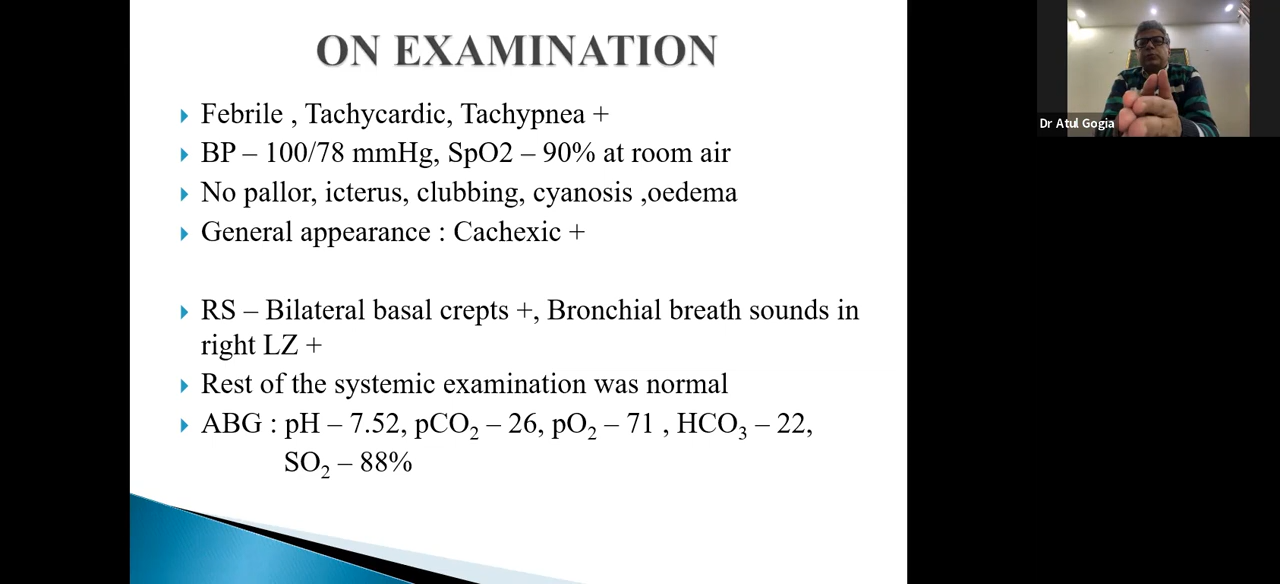 ON EXAMINATION
Febrile , Tachycardic, Tachypnea +
BP – 100/78 mmHg, SpO2 – 90% at room air
No pallor, icterus, clubbing, cyanosis ,oedema
General appearance : Cachexic +
RS – Bilateral basal crepts +, Bronchial breath sounds in
right LZ +
Rest of the systemic examination was normal
ABG : pH – 7.52, pCO₂ – 26, pO₂ – 71 , HCO₃ – 22,
SO₂ – 88%
Dr Atul Gogia